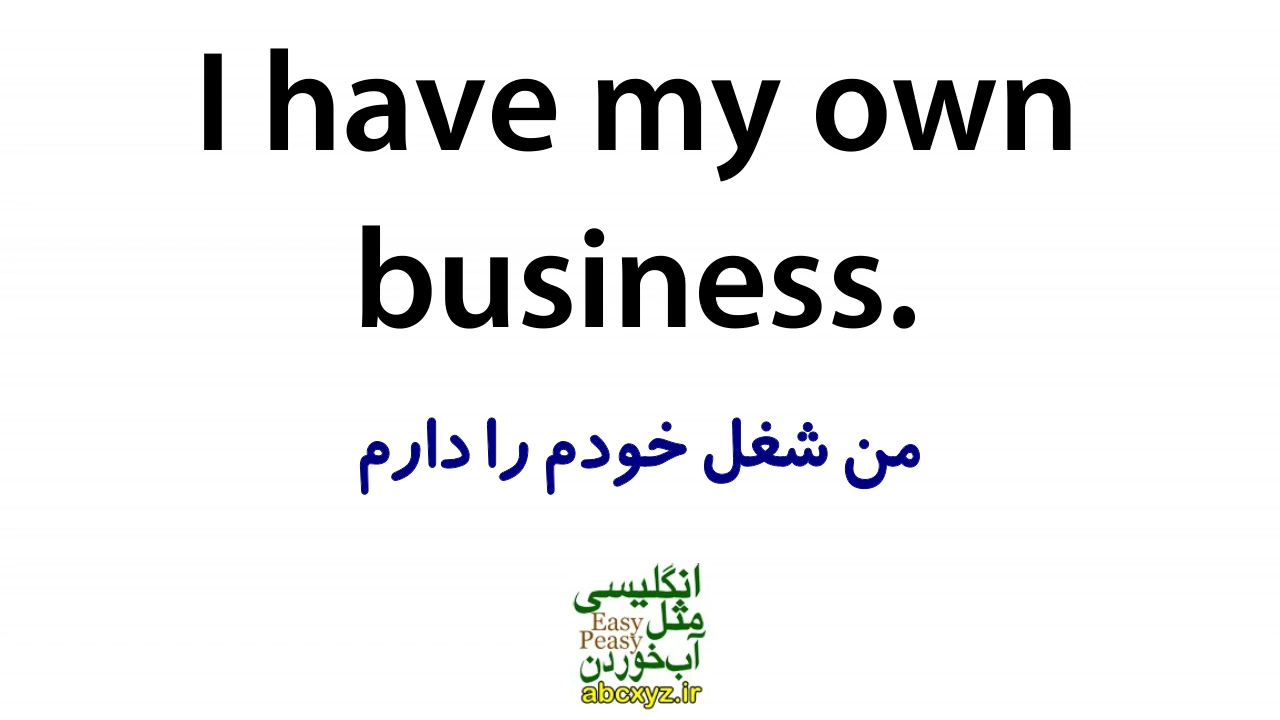 I have my own
business.
من شغل خودم را دارم
انگلیسی
مثل
Easy
Peasy
آب‌خوردن
abcxyz.ir